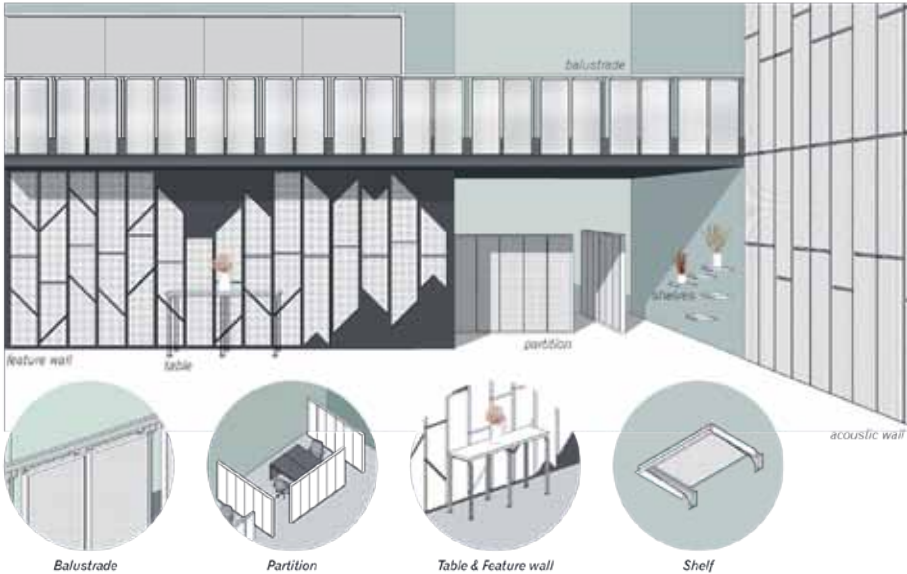 balustrade
shelves
partition
feature wall
table
acoustic wall
Balustrade
Partition
Table & Feature wall
Shelf